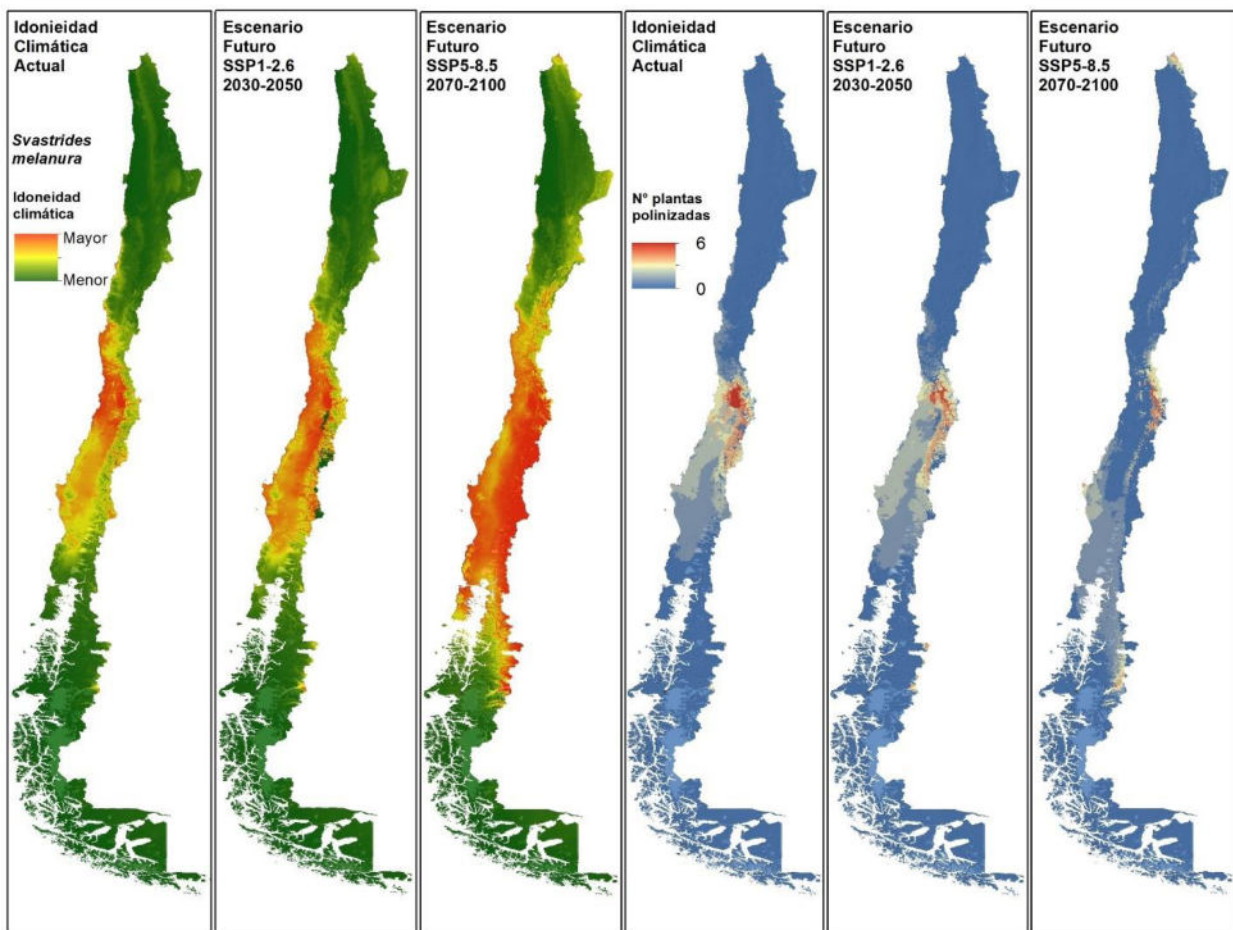 Idonieidad
Climática
Actual
Svastrides
melanura
Idoneidad
climática
Mayor
Menor
Escenario
Futuro
SSP1-2.6
2030-2050
Escenario
Futuro
SSP5-8.5
2070-2100
Idonieidad
Climática
Actual
N° plantas
polinizadas
6
0
Escenario
Futuro
SSP1-2.6
2030-2050
Escenario
Futuro
SSP5-8.5
2070-2100